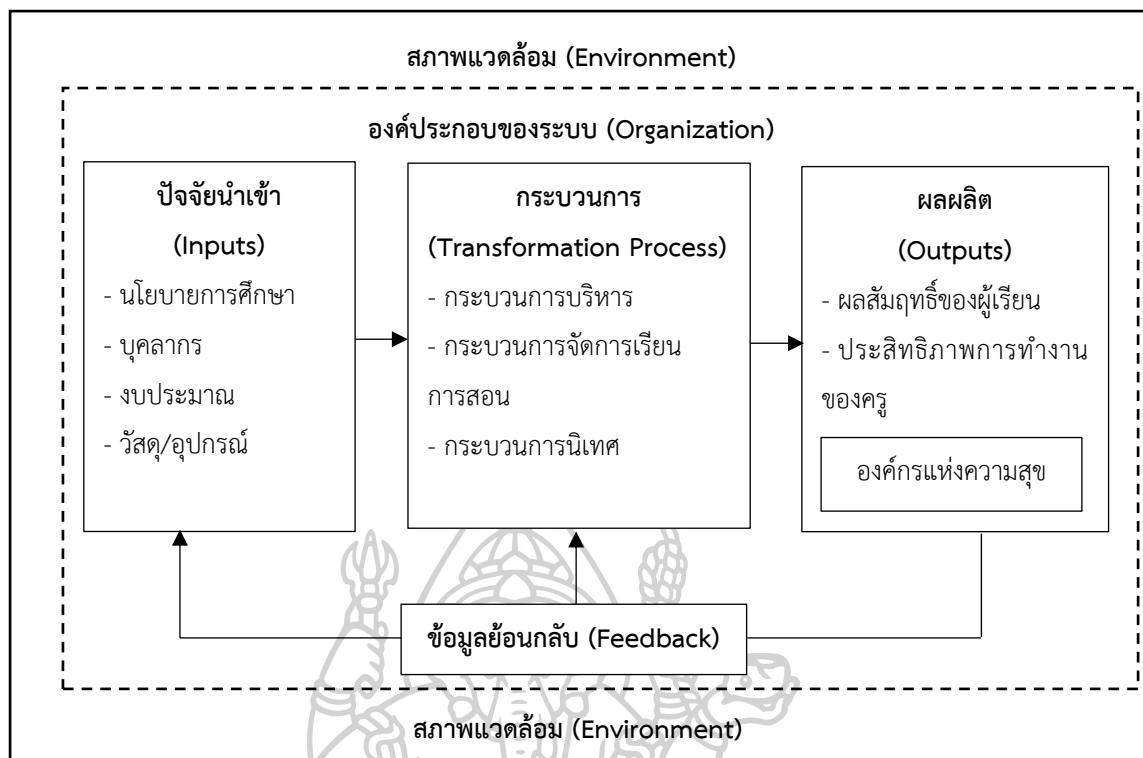 สภาพแวดล้อม (Environment)
องค์ประกอบของระบบ (Organization)
ปัจจัยนำเข้า
(Inputs)
- นโยบายการศึกษา
- บุคลากร
- งบประมาณ
- วัสดุ/อุปกรณ์
กระบวนการ
(Transformation Process)
- กระบวนการบริหาร
- กระบวนการจัดการเรียน
การสอน
- กระบวนการนิเทศ
ผลผลิต
(Outputs)
- ผลสัมฤทธิ์ของผู้เรียน
- ประสิทธิภาพการทำงาน
ของครู
องค์กรแห่งความสุข
ข้อมูลย้อนกลับ (Feedback)
สภาพแวดล้อม (Environment)